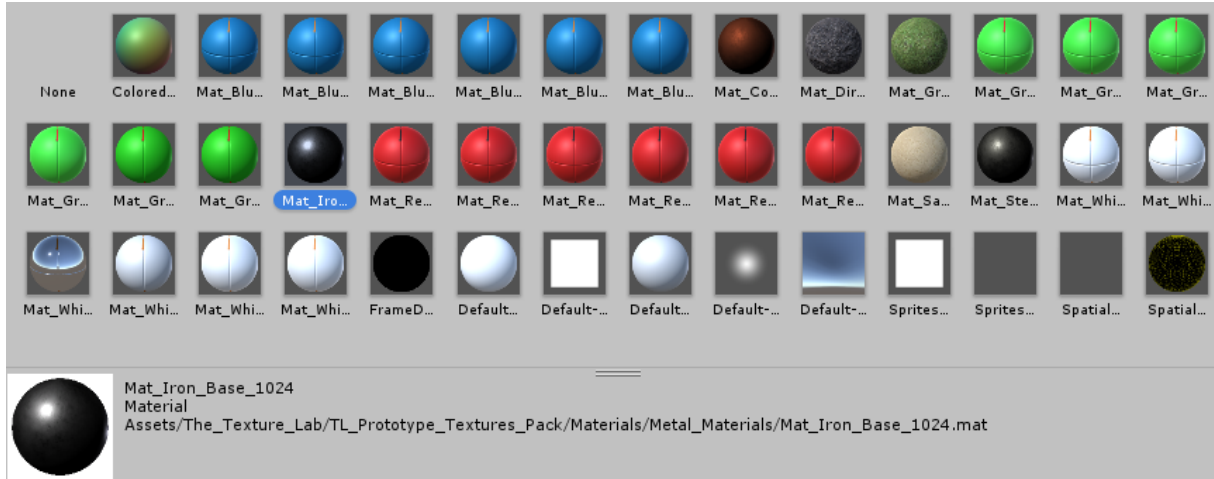 None Colored... Mat_Blu... Mat_Blu... Mat_Blu... Mat_Blu... Mat_Blu... Mat_Co... Mat_Dir... Mat_Gr... Mat_Gr... Mat_Gr... Mat_Gr...
Mat_Gr... Mat_Gr... Mat_Gr... Mat_Iro... Mat_Re... Mat_Re... Mat_Re... Mat_Re... Mat_Re... Mat_Re... Mat_Sa... Mat_Ste... Mat_Whi... Mat_Whi...
Mat_Whi... Mat_Whi... Mat_Whi... Mat_Whi... FrameD... Default... Default-... Default... Default-... Default-... Sprites... Sprites... Spatial... Spatial...
Mat_Iron_Base_1024
Material
Assets/The_Texture_Lab/TL_Prototype_Textures_Pack/Materials/Metal_Materials/Mat_Iron_Base_1024.mat